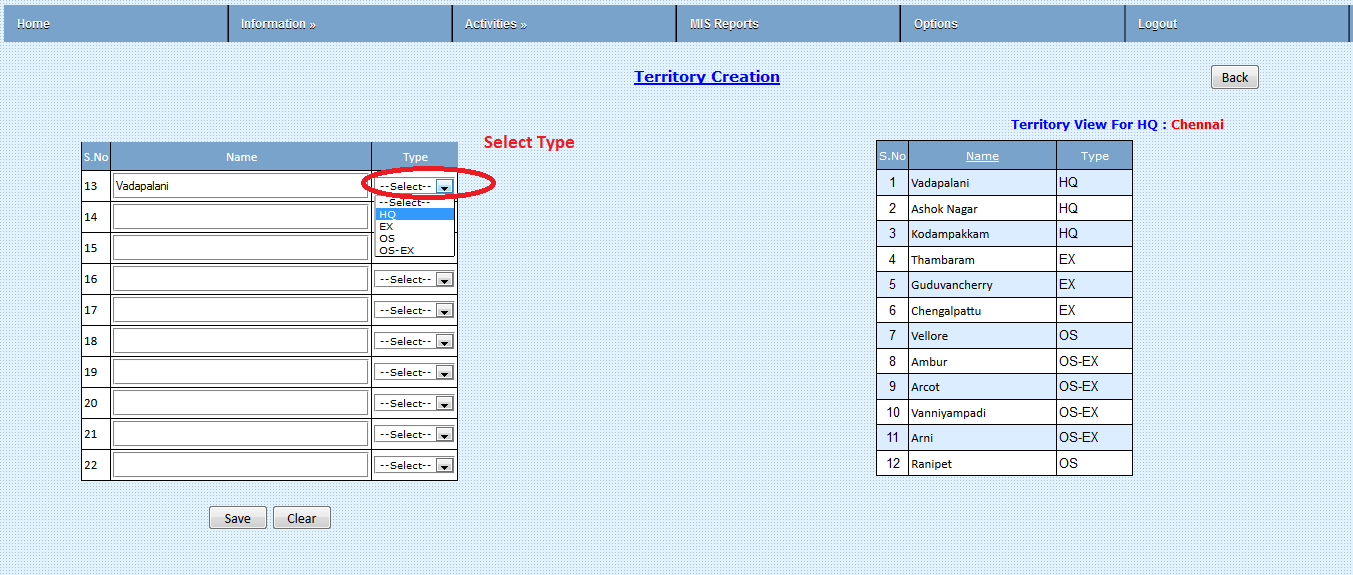 Home Information » Activities » MIS Reports Options Logout
Territory Creation Back
Territory View For HQ : Chennai
Select Type
S.No Name Type
13 Vadapalani --Select--
--Select--
HQ
EX
OS
OS-EX
14
15
16 --Select--
17 --Select--
18 --Select--
19 --Select--
20 --Select--
21 --Select--
22 --Select--
Save Clear
S.No Name Type
1 Vadapalani HQ
2 Ashok Nagar HQ
3 Kodampakkam HQ
4 Thambaram EX
5 Guduvancherry EX
6 Chengalpattu EX
7 Vellore OS
8 Ambur OS-EX
9 Arcot OS-EX
10 Vanniyampadi OS-EX
11 Arni OS-EX
12 Ranipet OS